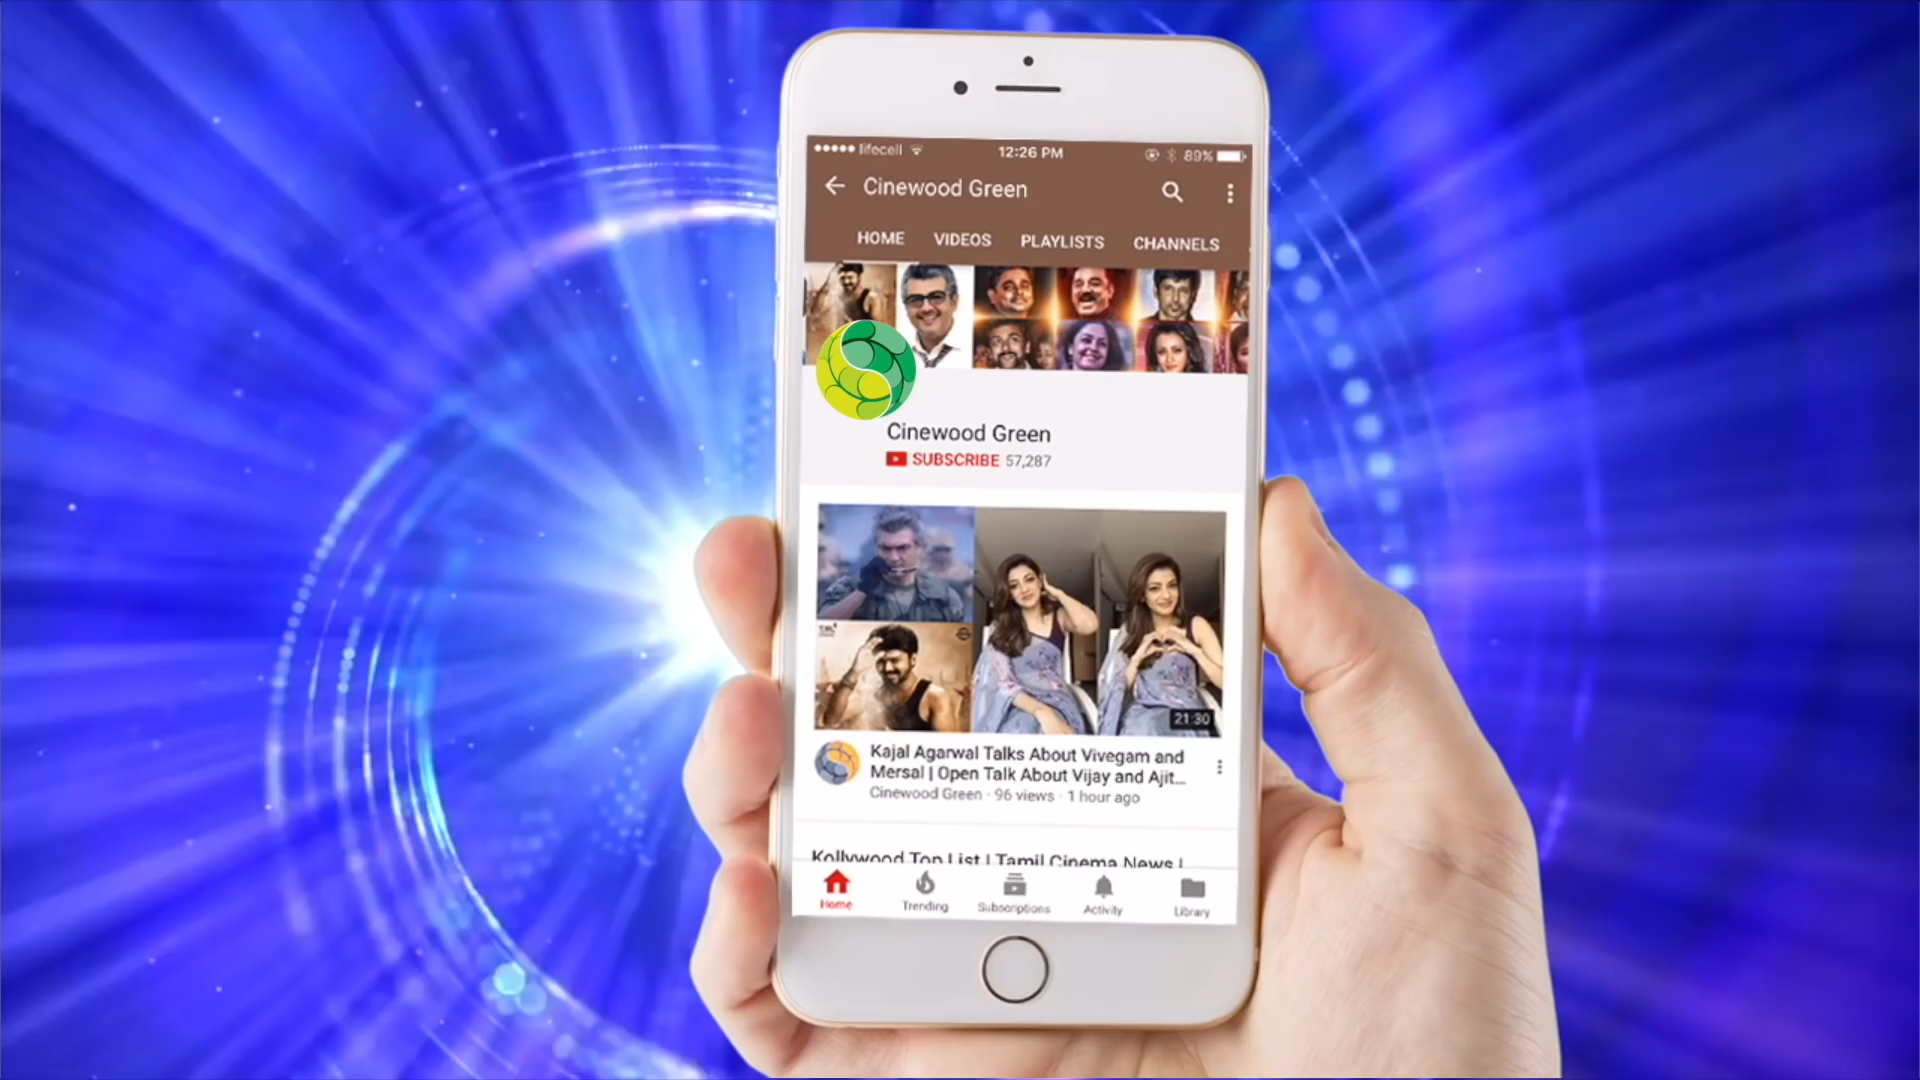 lifecell 12:26 PM 89%
Cinewood Green
HOME VIDEOS PLAYLISTS CHANNELS
Cinewood Green
SUBSCRIBE 57,287
21:30
Kajal Agarwal Talks About Vivegam and
Mersal | Open Talk About Vijay and Ajit...
Cinewood Green · 96 views · 1 hour ago
Kollywood Top List | Tamil Cinema News |
Home Trending Subscriptions Activity Library